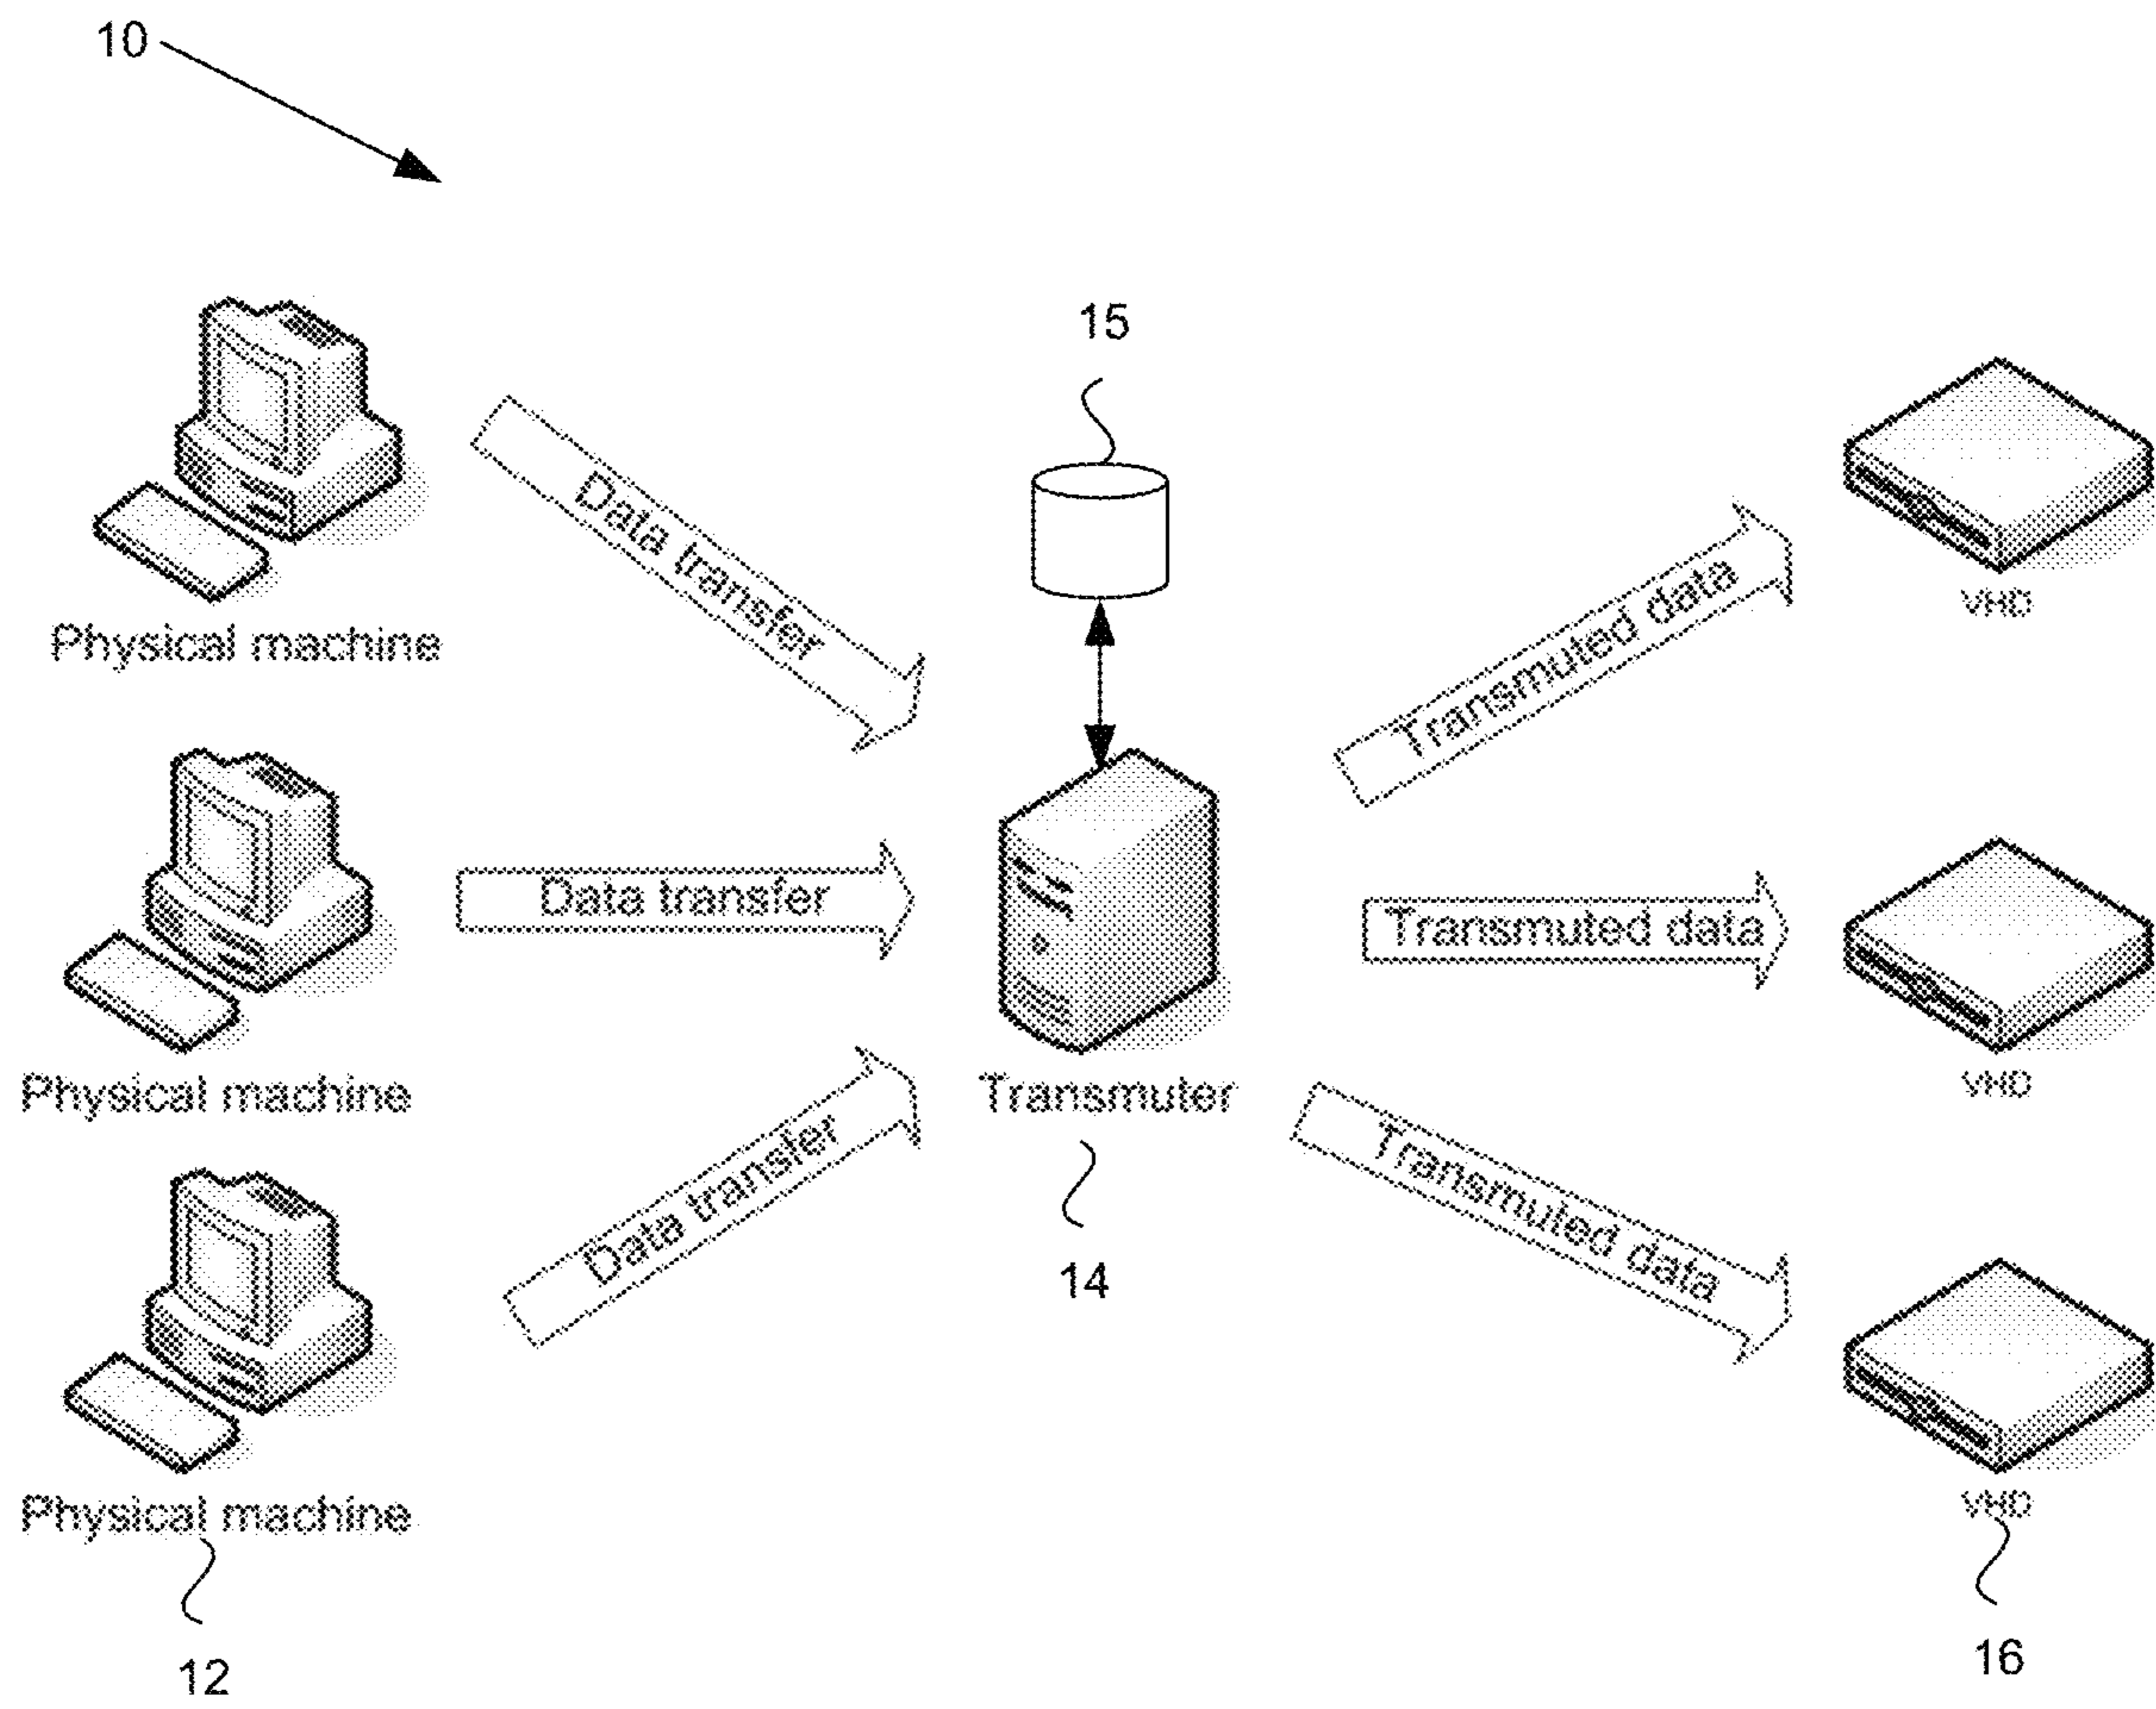 10
15
Data transfer
VHD
Physical machine
Transmuted data
Data transfer
Transmuted data
Physical machine
Transmuter
VHD
Data transfer
Transmuted data
14
Physical machine
VHD
12
16